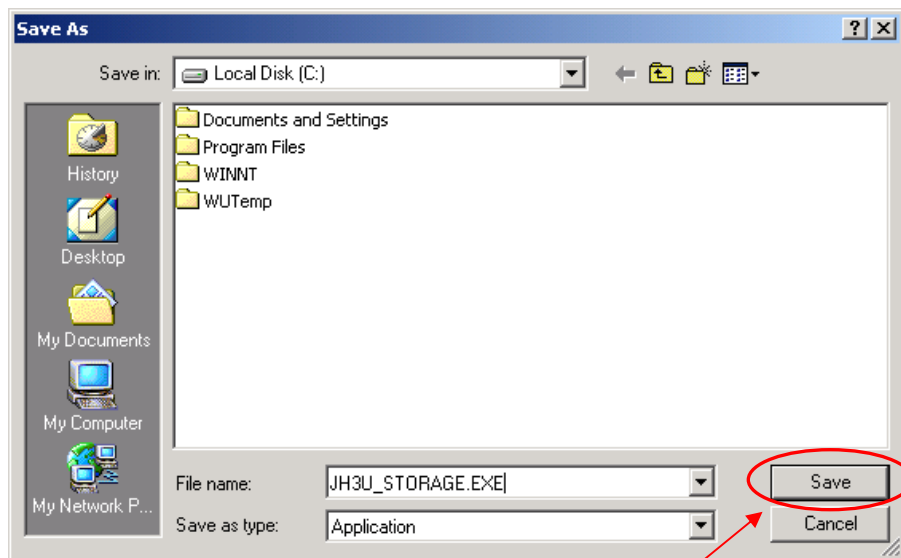 Save As
Save in: Local Disk (C:)
Documents and Settings
Program Files
WINNT
WUTemp
History
Desktop
My Documents
My Computer
My Network P...
File name: JH3U_STORAGE.EXE
Save
Save as type: Application
Cancel